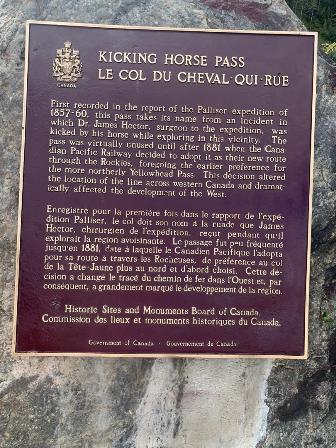 CANADA
KICKING HORSE PASS
LE COL DU CHEVAL-QUI-RUE
First recorded in the report of the Palliser expedition of
1857-60, this pass takes its name from an incident in
which Dr. James Hector, surgeon to the expedition, was
kicked by his horse while exploring in this vicinity. The
pass was virtually unused until after 1881 when the Cana-
dian Pacific Railway decided to adopt it as their new route
through the Rockies, foregoing the earlier preference for
the more northerly Yellowhead Pass. This decision altered
the location of the line across western Canada and dramat-
ically affected the development of the West.
Enregistré pour la première fois dans le rapport de l'expé-
dition Palliser, le col doit son nom à la ruade que James
Hector, chirurgien de l'expédition, reçut pendant qu'il
explorait la région avoisinante. Le passage fut peu fréquenté
jusqu'en 1881, date à laquelle le Canadien Pacifique l'adopta
pour sa route à travers les Rocheuses, de préférence au col
de la Tête-Jaune plus au nord et d'abord choisi. Cette dé-
cision a changé le tracé du chemin de fer dans l'Ouest et, par
conséquent, a grandement marqué le développement de la région.
Historic Sites and Monuments Board of Canada.
Commission des lieux et monuments historiques du Canada.
Government of Canada · Gouvernement du Canada